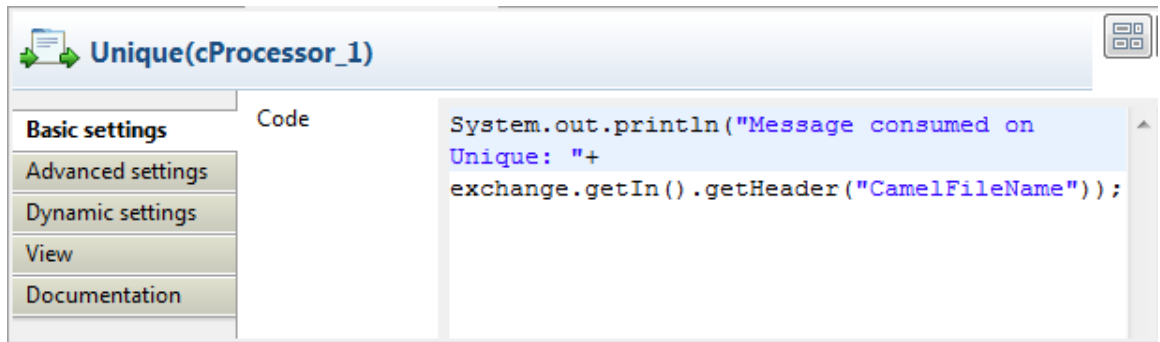 Unique(cProcessor_1)
Basic settings
Advanced settings
Dynamic settings
View
Documentation
Code
System.out.println("Message consumed on
Unique: "+
exchange.getIn().getHeader("CamelFileName"));